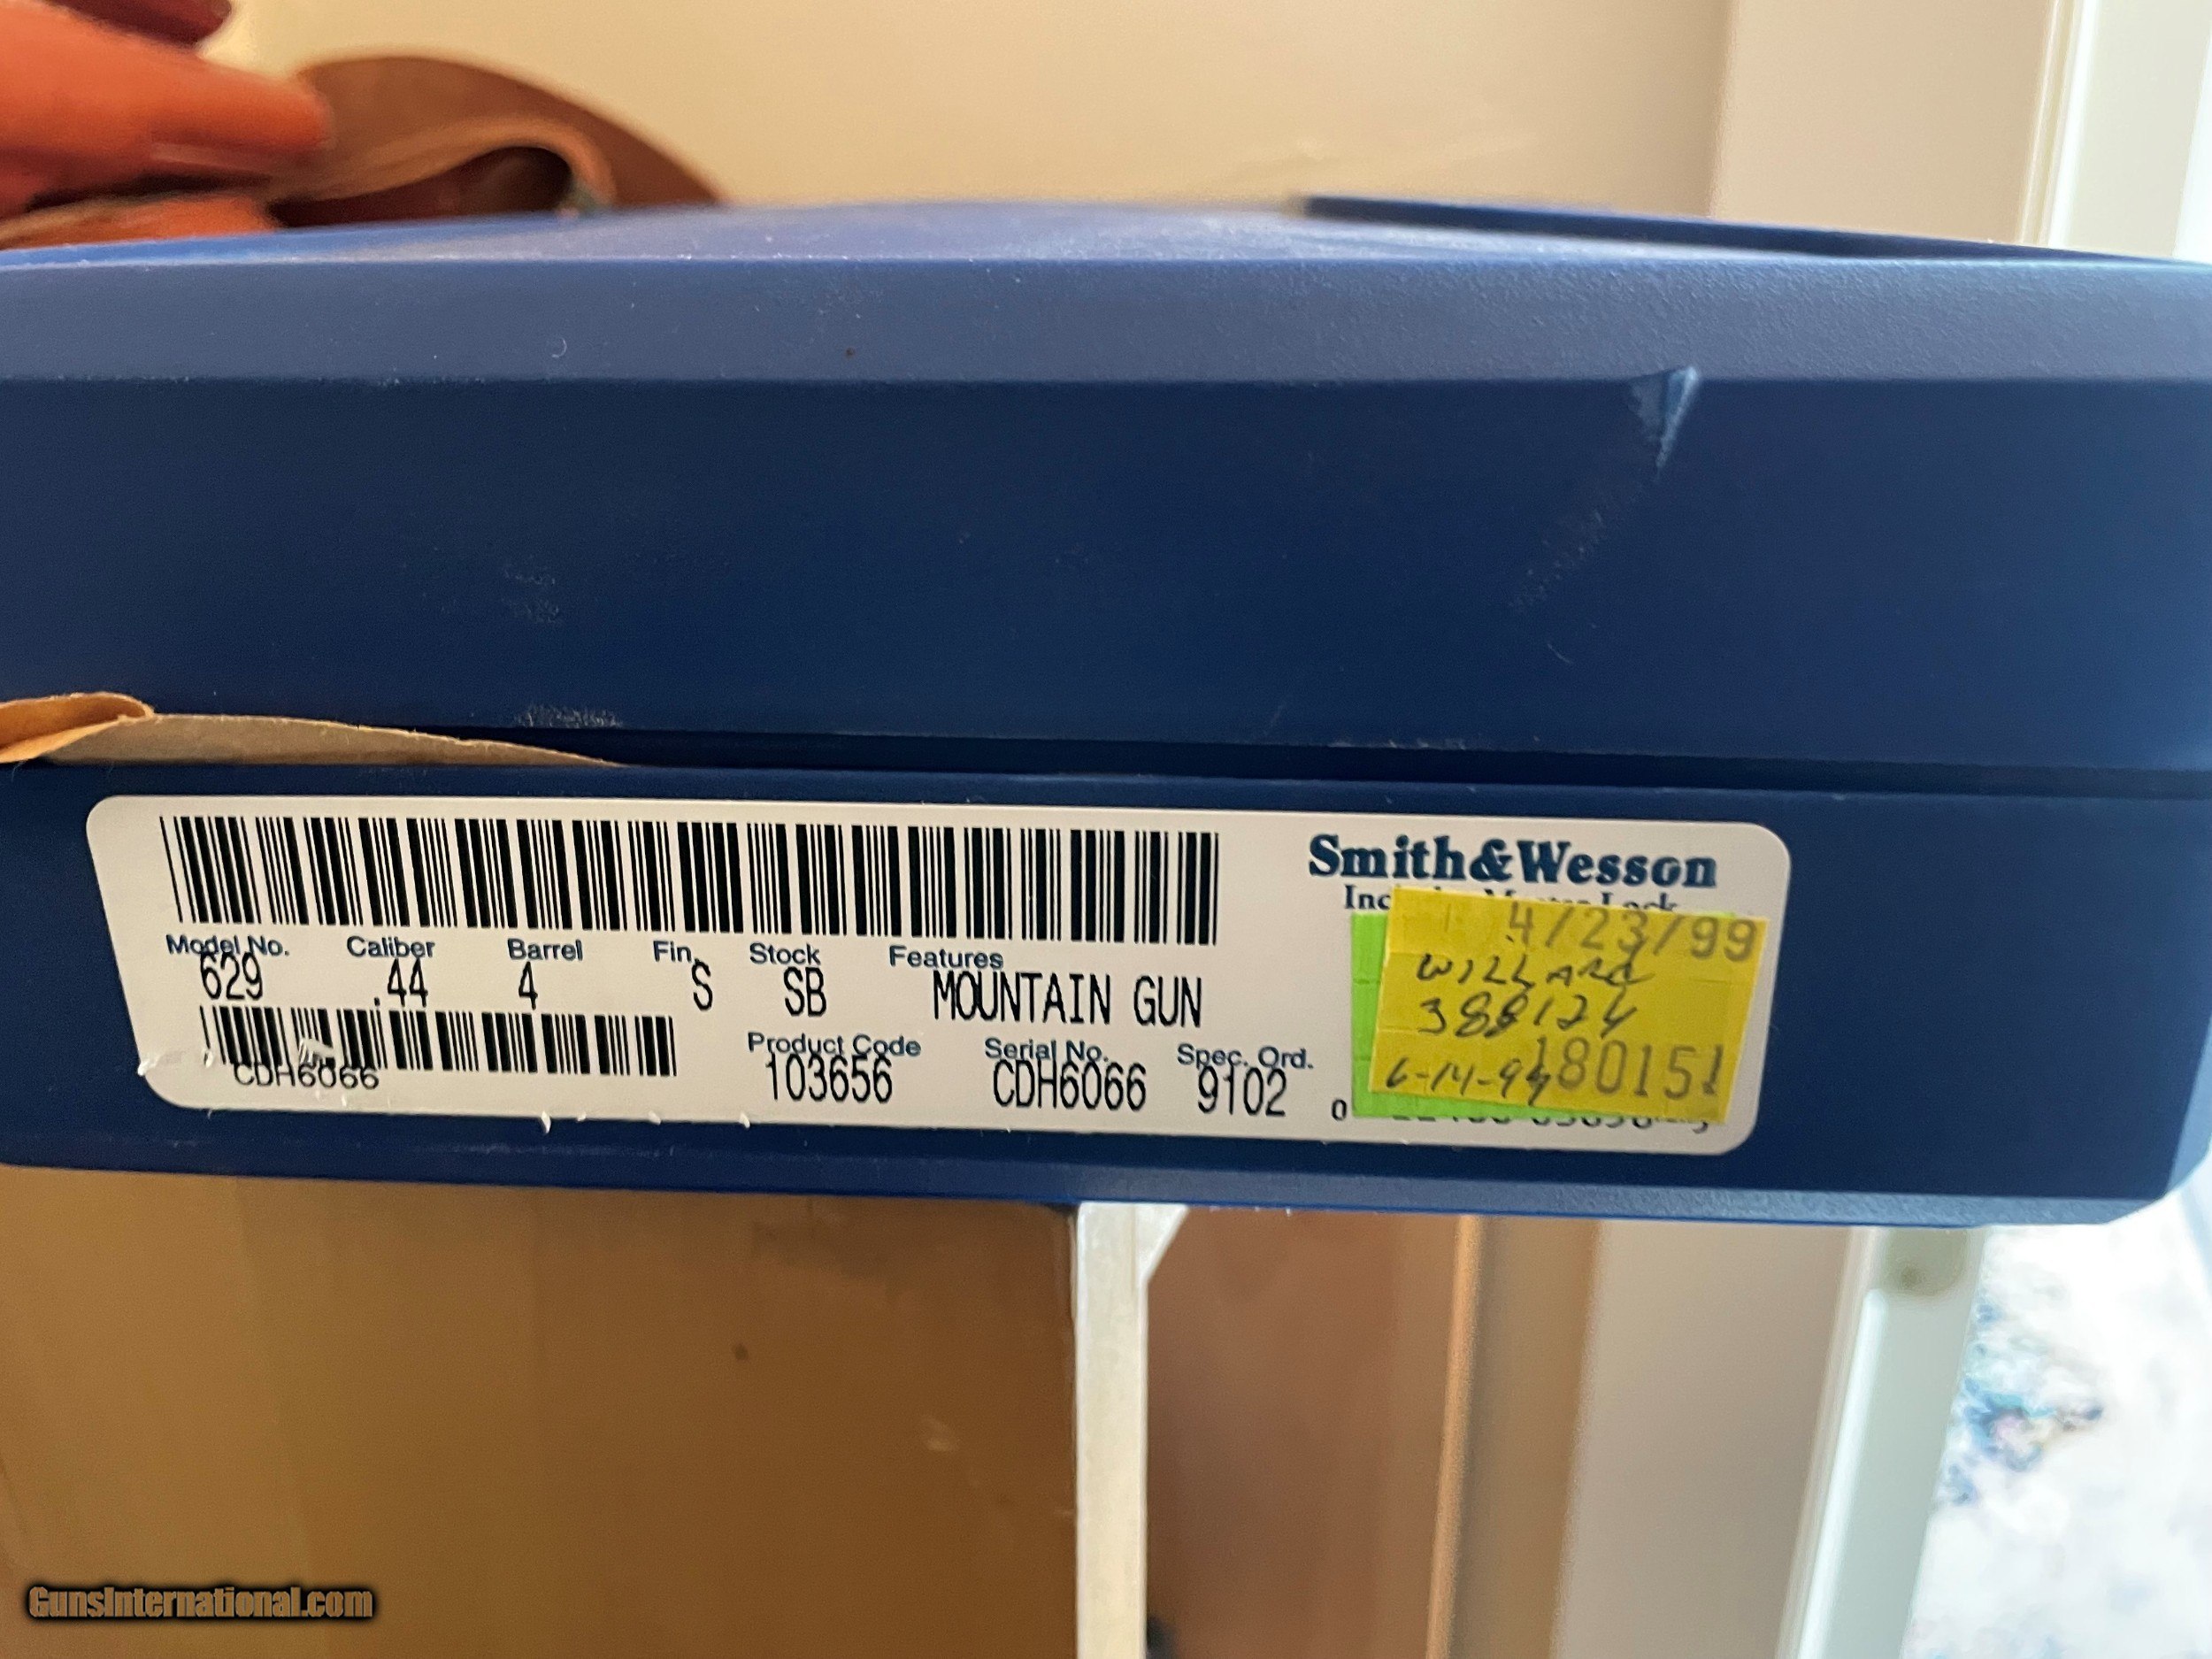 Smith&Wesson
Model No. Caliber Barrel Fin. Stock Features
629 .44 4 S SB MOUNTAIN GUN
CDH6066
Product Code Serial No. Spec. Ord.
103656 CDH6066 9102 0
4/23/99
WILLARD
388124
6-14-99 180151
GunsInternational.com